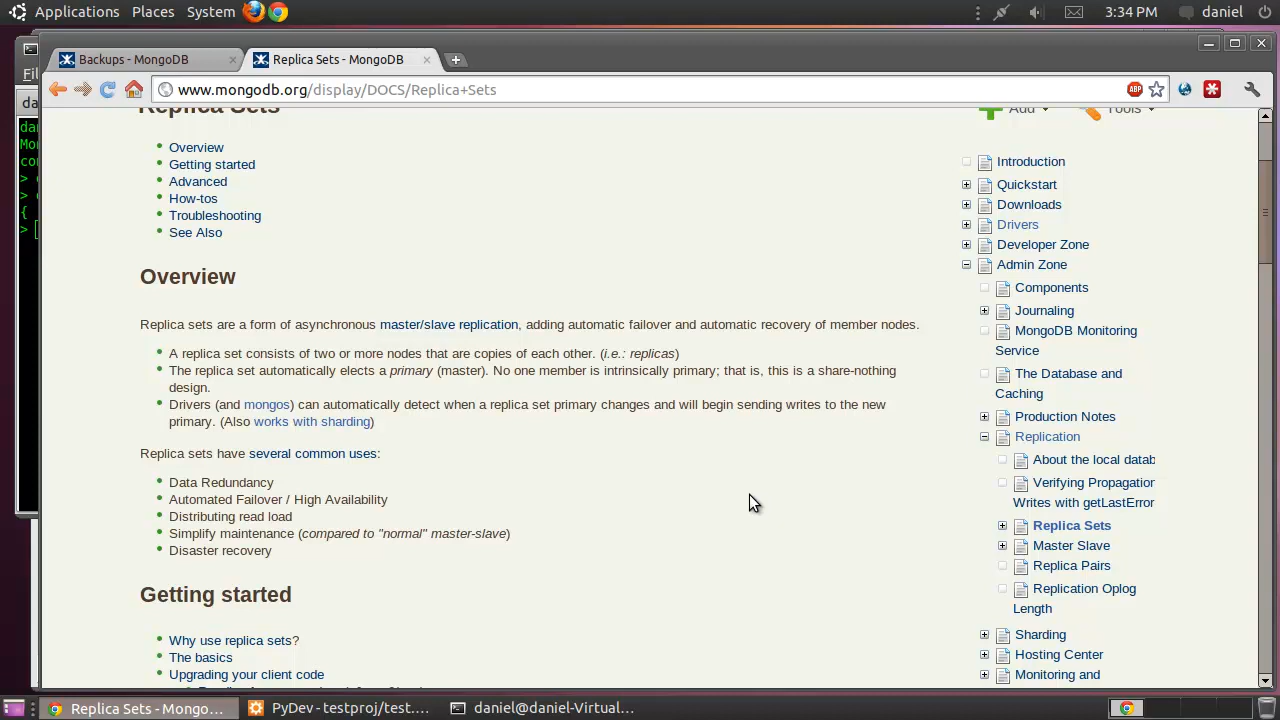 Applications Places System 3:34 PM daniel
Backups - MongoDB
Replica Sets - MongoDB
www.mongodb.org/display/DOCS/Replica+Sets
Fil
da
dan
Mon
con
>
>
{
>
Replica Sets
Add
Tools
Overview
Getting started
Advanced
How-tos
Troubleshooting
See Also
Overview
Replica sets are a form of asynchronous master/slave replication, adding automatic failover and automatic recovery of member nodes.
A replica set consists of two or more nodes that are copies of each other. (i.e.: replicas)
The replica set automatically elects a primary (master). No one member is intrinsically primary; that is, this is a share-nothing
design.
Drivers (and mongos) can automatically detect when a replica set primary changes and will begin sending writes to the new
primary. (Also works with sharding)
Replica sets have several common uses:
Data Redundancy
Automated Failover / High Availability
Distributing read load
Simplify maintenance (compared to "normal" master-slave)
Disaster recovery
Getting started
Why use replica sets?
The basics
Upgrading your client code
Introduction
Quickstart
Downloads
Drivers
Developer Zone
Admin Zone
Components
Journaling
MongoDB Monitoring
Service
The Database and
Caching
Production Notes
Replication
About the local datab
Verifying Propagation
Writes with getLastError
Replica Sets
Master Slave
Replica Pairs
Replication Oplog
Length
Sharding
Hosting Center
Monitoring and
Replica Sets - Mongo...
PyDev - testproj/test....
daniel@daniel-Virtual...